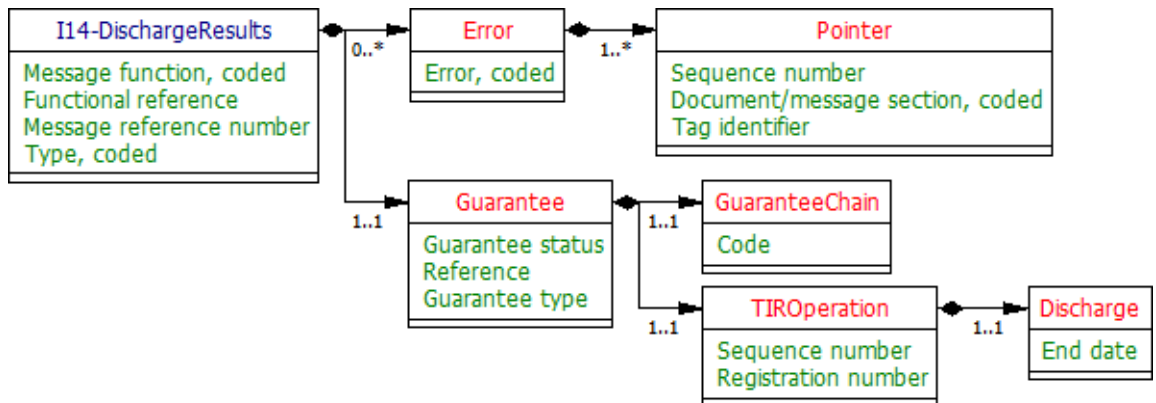 I14-DischargeResults
Message function, coded
Functional reference
Message reference number
Type, coded
0..*
Error
Error, coded
1..*
Pointer
Sequence number
Document/message section, coded
Tag identifier
1..1
Guarantee
Guarantee status
Reference
Guarantee type
1..1
GuaranteeChain
Code
1..1
TIROperation
Sequence number
Registration number
1..1
Discharge
End date